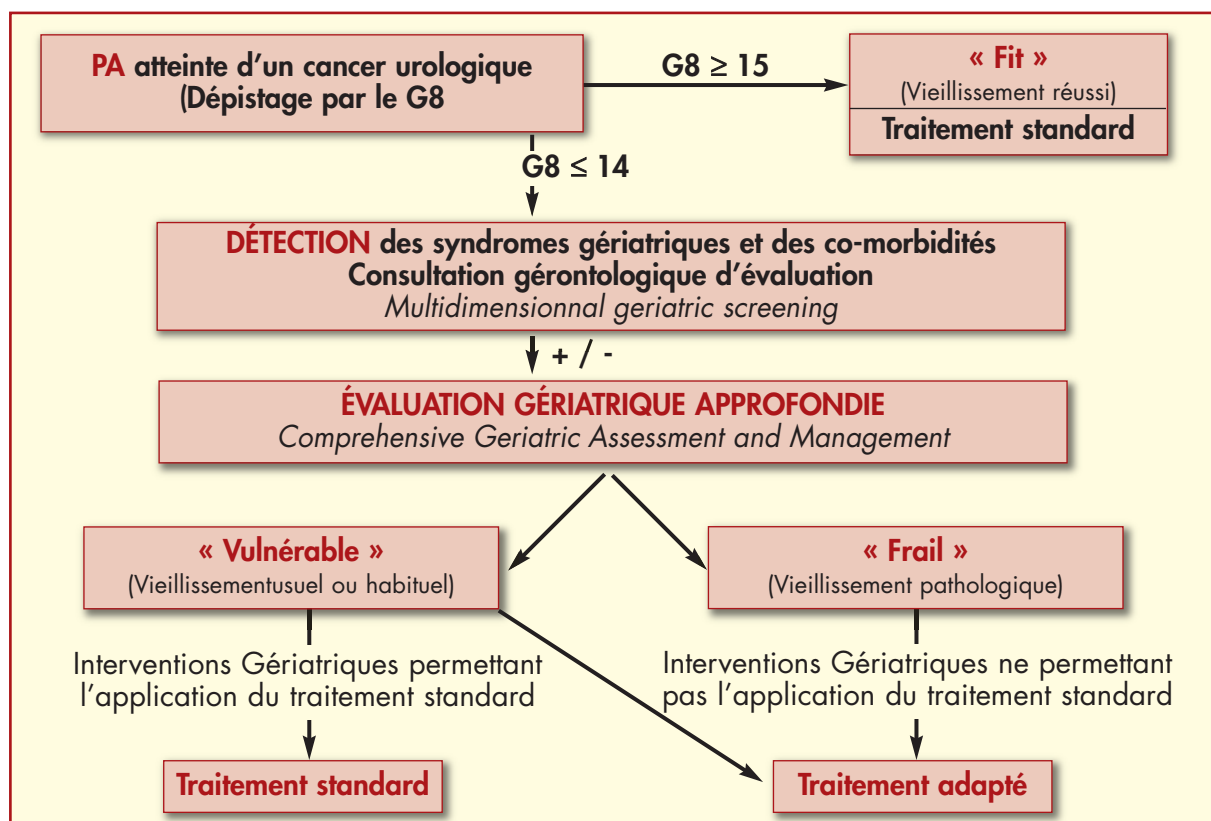 PA atteinte d'un cancer urologique
(Dépistage par le G8
G8 ≥ 15
« Fit »
(Vieillissement réussi)
Traitement standard
G8 ≤ 14
DÉTECTION des syndromes gériatriques et des co-morbidités
Consultation gérontologique d'évaluation
Multidimensionnal geriatric screening
+ / -
ÉVALUATION GÉRIATRIQUE APPROFONDIE
Comprehensive Geriatric Assessment and Management
« Vulnérable »
(Vieillissementusuel ou habituel)
« Frail »
(Vieillissement pathologique)
Interventions Gériatriques permettant
l'application du traitement standard
Interventions Gériatriques ne permettant
pas l'application du traitement standard
Traitement standard
Traitement adapté